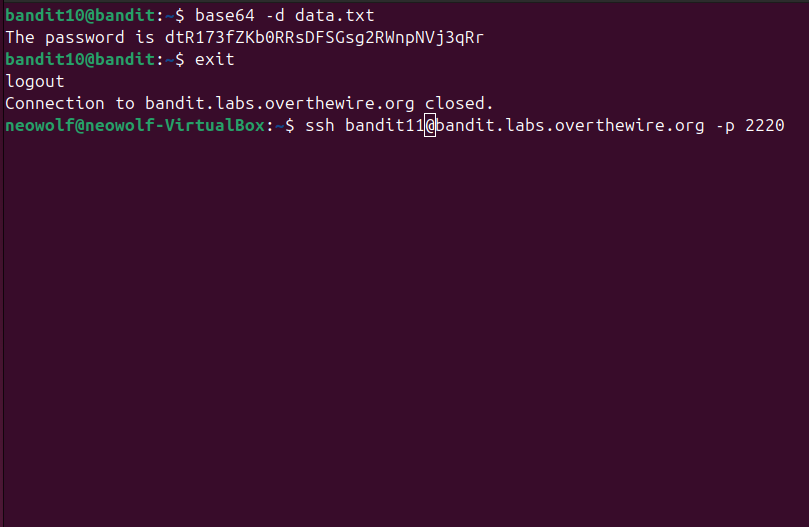 bandit10@bandit:~$ base64 -d data.txt
The password is dtR173fZKb0RRsDFSGsg2RWnpNVj3qRr
bandit10@bandit:~$ exit
logout
Connection to bandit.labs.overthewire.org closed.
neowolf@neowolf-VirtualBox:~$ ssh bandit11@bandit.labs.overthewire.org -p 2220